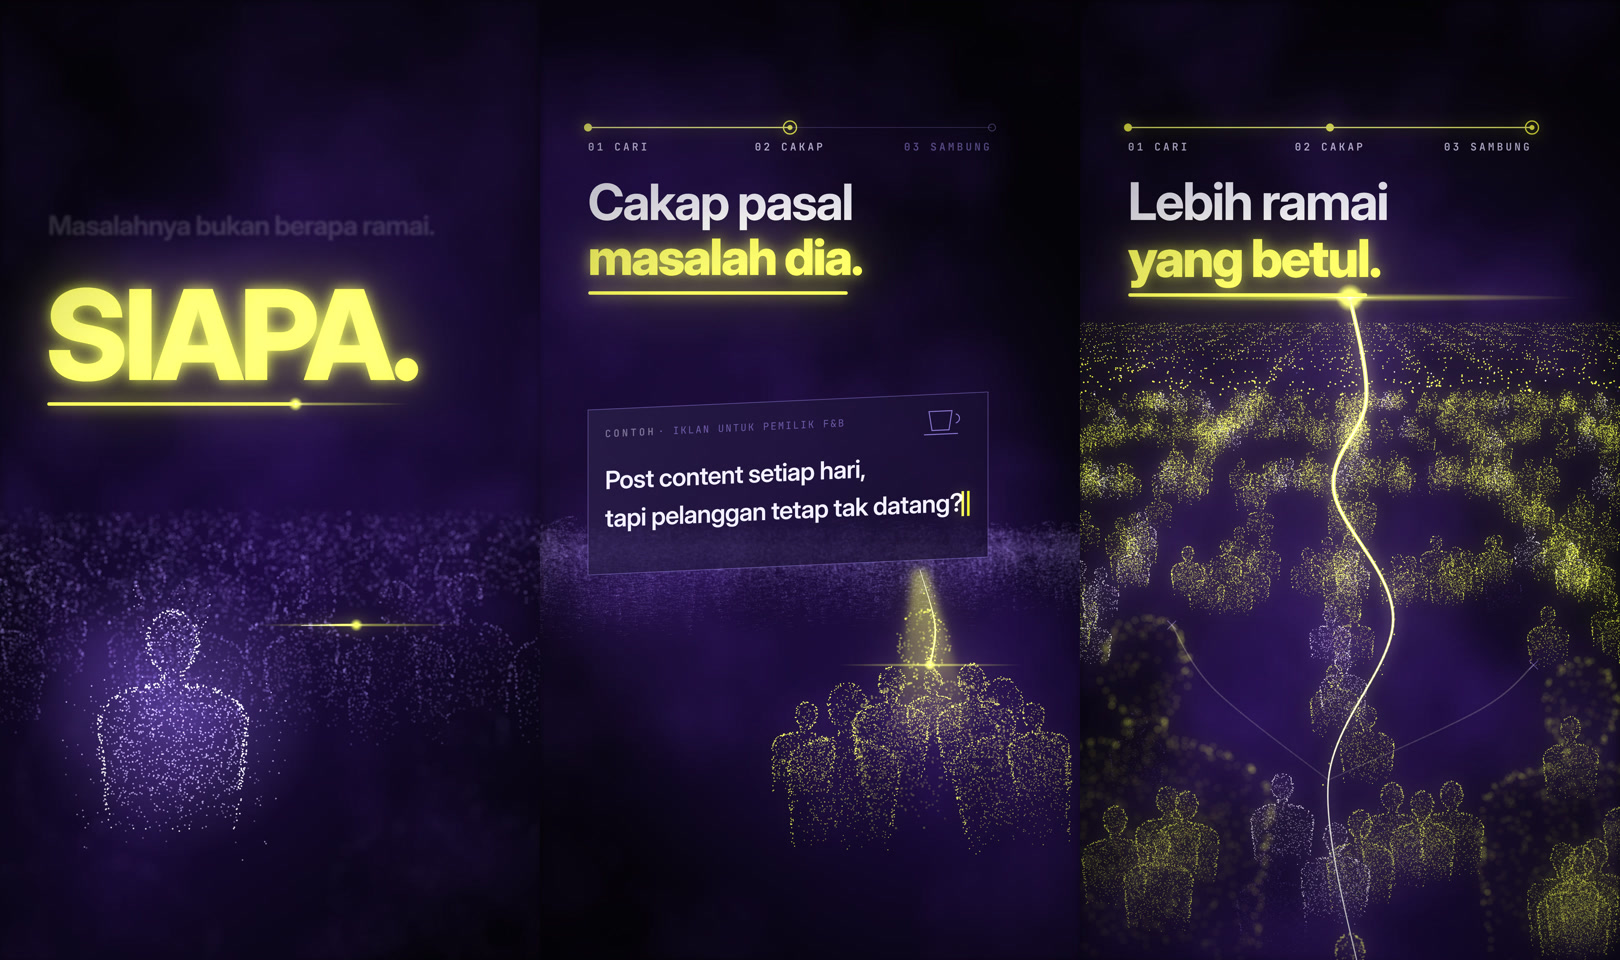 Masalahnya bukan berapa ramai.
SIAPA.
01 CARI
02 CAKAP
03 SAMBUNG
Cakap pasal
masalah dia.
CONTOH · IKLAN UNTUK PEMILIK F&B
Post content setiap hari,
tapi pelanggan tetap tak datang?
01 CARI
02 CAKAP
03 SAMBUNG
Lebih ramai
yang betul.